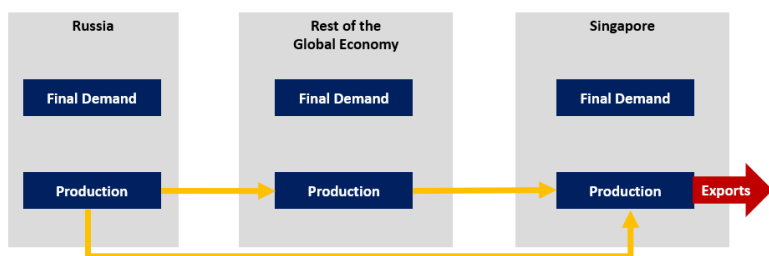 Russia
Rest of the
Global Economy
Singapore
Final Demand
Final Demand
Final Demand
Production
Production
Production
Exports